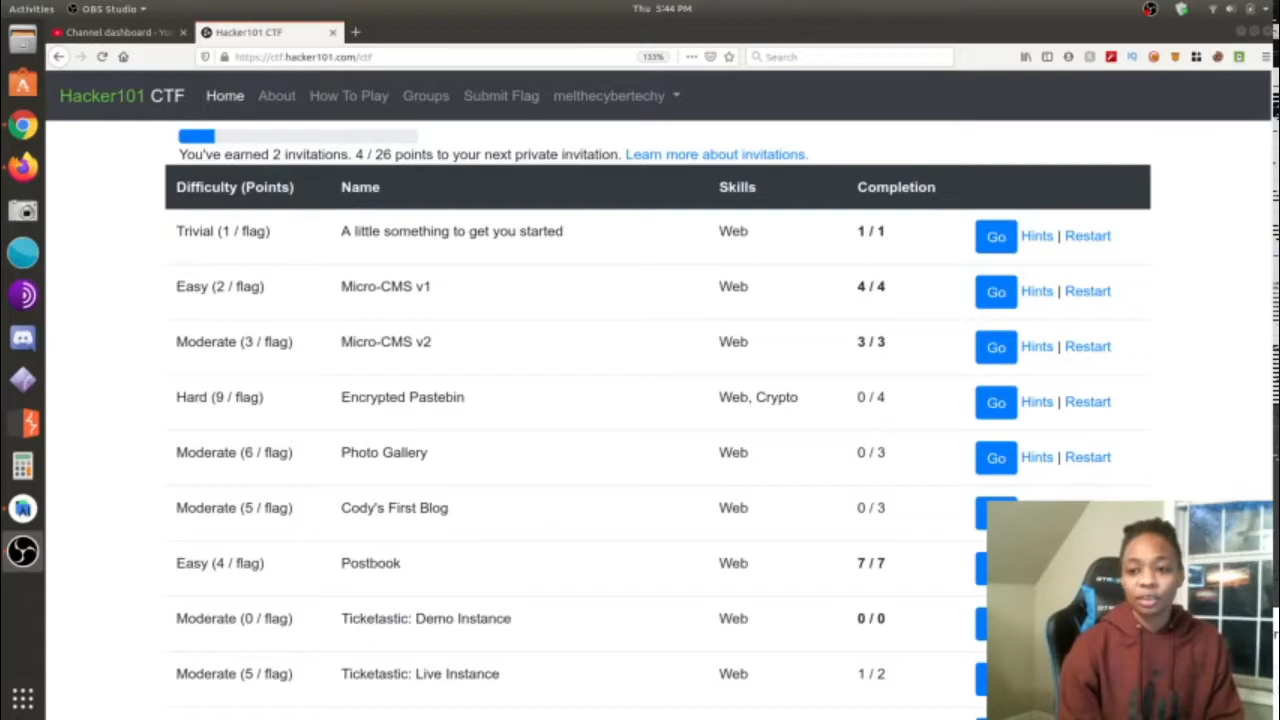 Activities OBS Studio Thu 5:44 PM
Channel dashboard - You Hacker101 CTF
https://ctf.hacker101.com/ctf 133% Search
Hacker101 CTF Home About How To Play Groups Submit Flag melthecybertechy
You've earned 2 invitations. 4 / 26 points to your next private invitation. Learn more about invitations.
Difficulty (Points) Name Skills Completion
Trivial (1 / flag) A little something to get you started Web 1 / 1 Go Hints | Restart
Easy (2 / flag) Micro-CMS v1 Web 4 / 4 Go Hints | Restart
Moderate (3 / flag) Micro-CMS v2 Web 3 / 3 Go Hints | Restart
Hard (9 / flag) Encrypted Pastebin Web, Crypto 0 / 4 Go Hints | Restart
Moderate (6 / flag) Photo Gallery Web 0 / 3 Go Hints | Restart
Moderate (5 / flag) Cody's First Blog Web 0 / 3
Easy (4 / flag) Postbook Web 7 / 7
Moderate (0 / flag) Ticketastic: Demo Instance Web 0 / 0
Moderate (5 / flag) Ticketastic: Live Instance Web 1 / 2